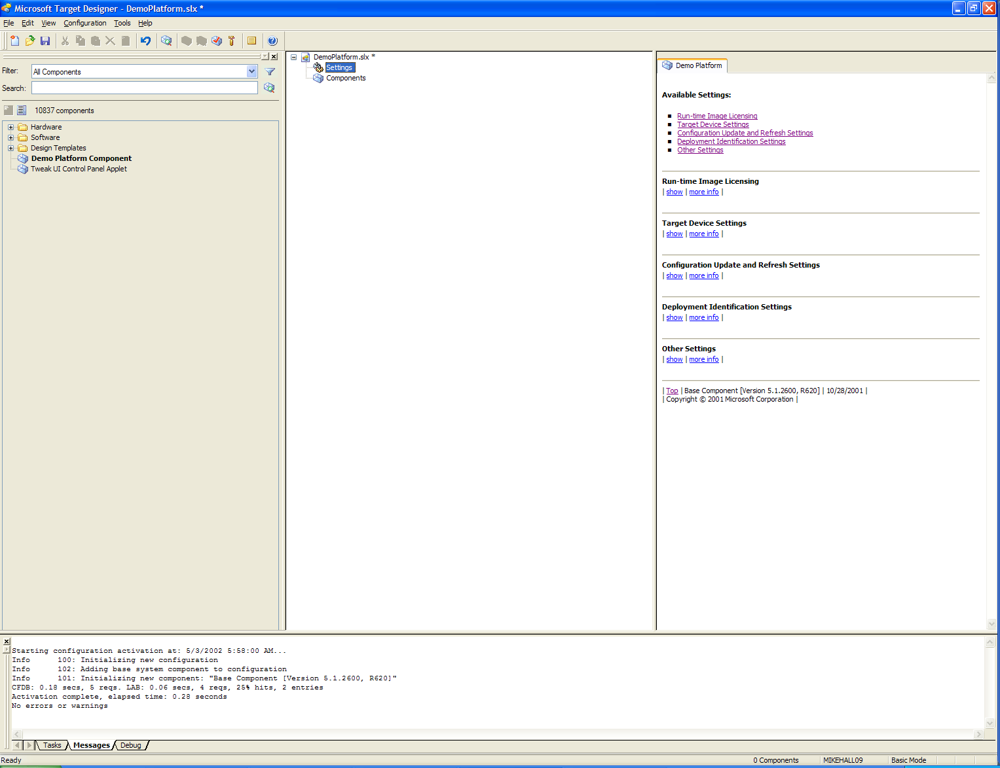 Microsoft Target Designer - DemoPlatform.slx *
File Edit View Configuration Tools Help
Filter: All Components
Search:
10837 components
Hardware
Software
Design Templates
Demo Platform Component
Tweak UI Control Panel Applet
DemoPlatform.slx *
Settings
Components
Demo Platform
Available Settings:
Run-time Image Licensing
Target Device Settings
Configuration Update and Refresh Settings
Deployment Identification Settings
Other Settings
Run-time Image Licensing
| show | more info |
Target Device Settings
| show | more info |
Configuration Update and Refresh Settings
| show | more info |
Deployment Identification Settings
| show | more info |
Other Settings
| show | more info |
| Top | Base Component [Version 5.1.2600, R620] | 10/28/2001 |
| Copyright © 2001 Microsoft Corporation |
Starting configuration activation at: 5/3/2002 5:58:00 AM...
Info 100: Initializing new configuration
Info 102: Adding base system component to configuration
Info 101: Initializing new component: "Base Component [Version 5.1.2600, R620]"
CFDB: 0.18 secs, 5 reqs. LAB: 0.06 secs, 4 reqs, 25% hits, 2 entries
Activation complete, elapsed time: 0.28 seconds
No errors or warnings
Tasks Messages Debug
Ready 0 Components MIKEHALL09 Basic Mode